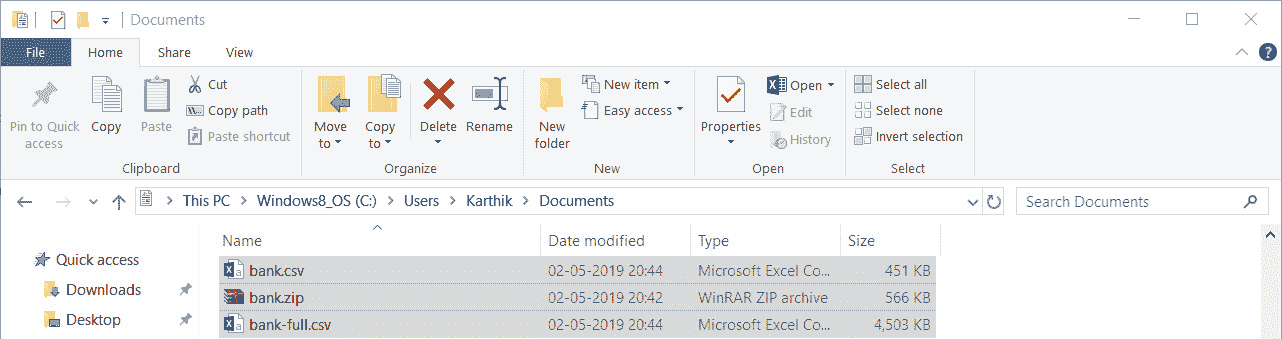 Documents
File Home Share View
Pin to Quick access
Copy
Paste
Cut
Copy path
Paste shortcut
Clipboard
Move to
Copy to
Delete
Rename
Organize
New folder
New item
Easy access
New
Properties
Open
Edit
History
Open
Select all
Select none
Invert selection
Select
This PC > Windows8_OS (C:) > Users > Karthik > Documents
Search Documents
Quick access
Downloads
Desktop
Name Date modified Type Size
bank.csv 02-05-2019 20:44 Microsoft Excel Co... 451 KB
bank.zip 02-05-2019 20:42 WinRAR ZIP archive 566 KB
bank-full.csv 02-05-2019 20:44 Microsoft Excel Co... 4,503 KB